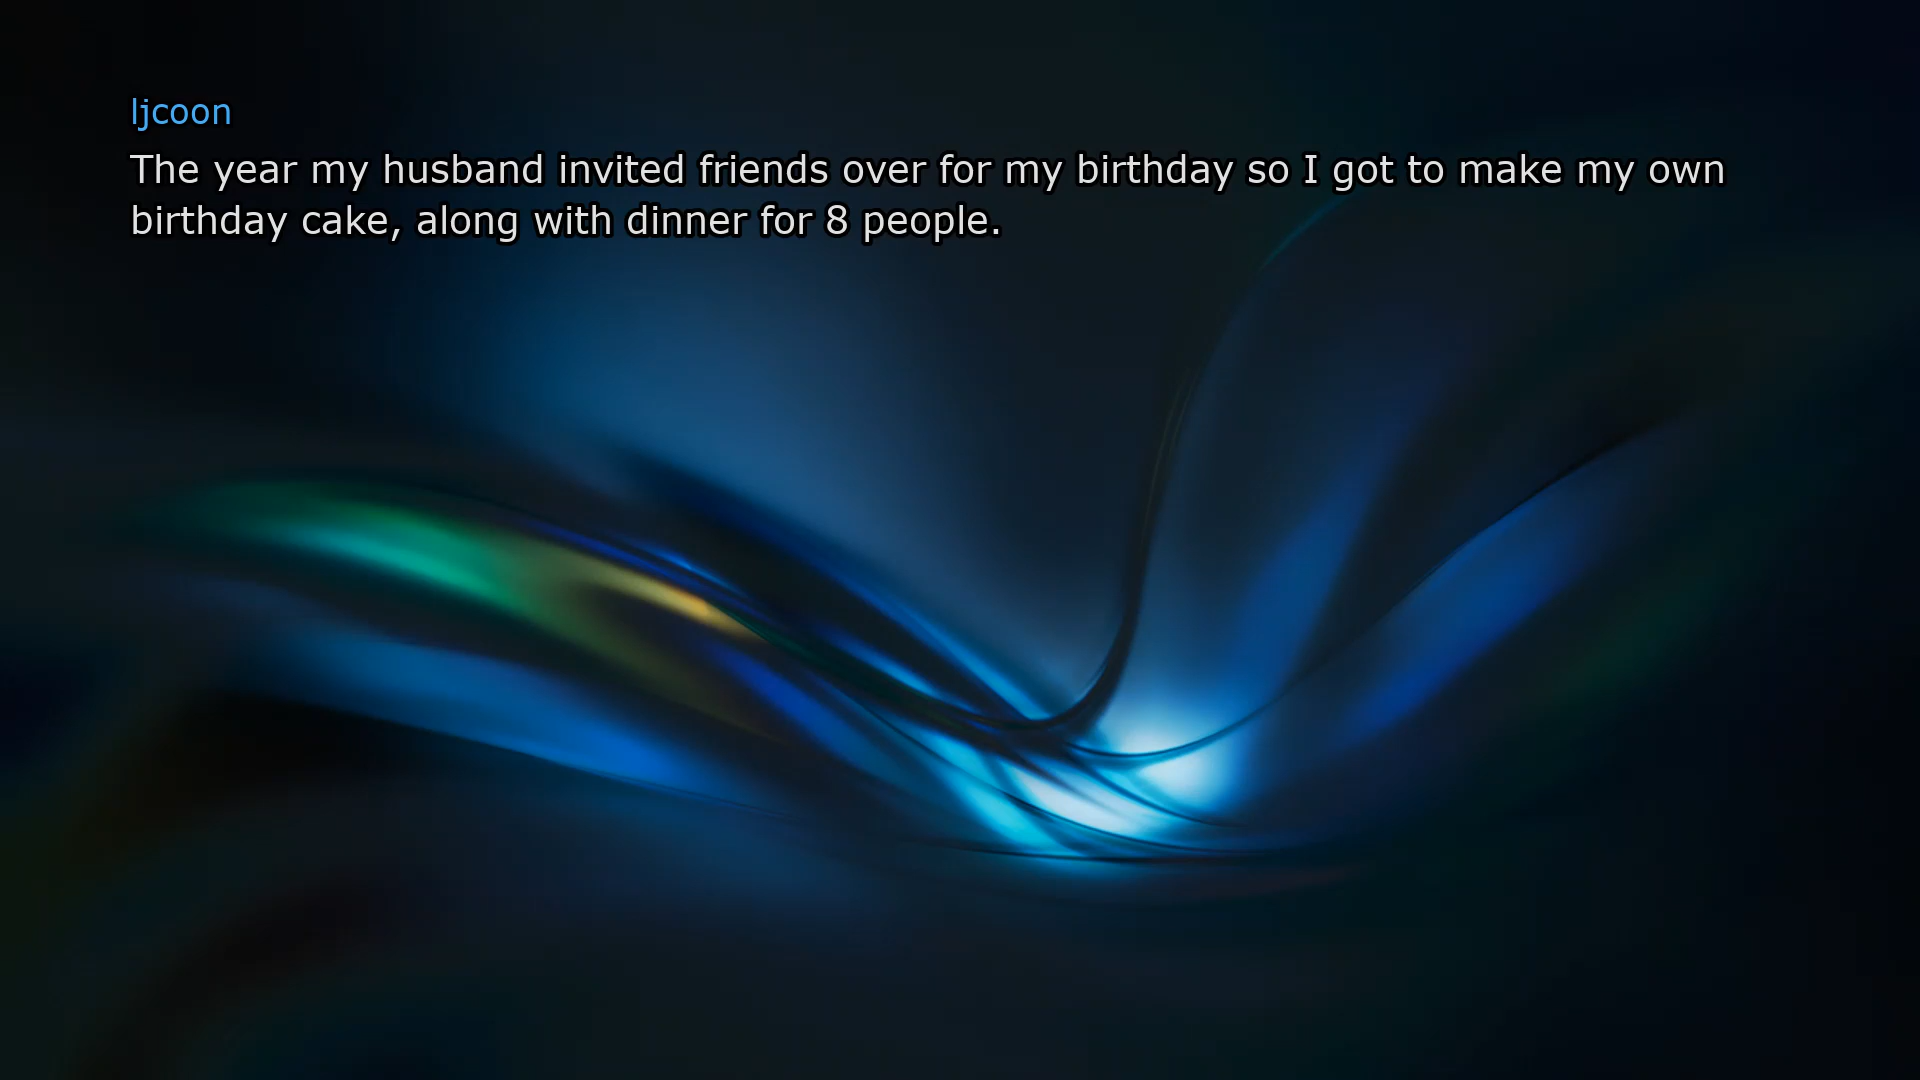 ljcoon
The year my husband invited friends over for my birthday so I got to make my own
birthday cake, along with dinner for 8 people.